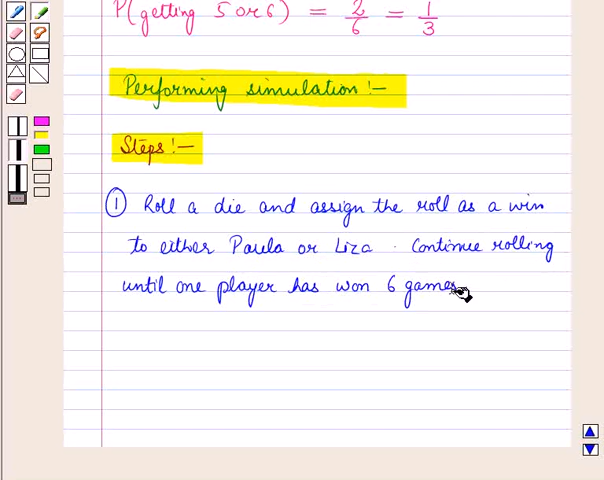 P(getting 5 or 6) = 2/6 = 1/3
Performing simulation :-
Steps :-
① Roll a die and assign the roll as a win
to either Paula or Liza. Continue rolling
until one player has won 6 games